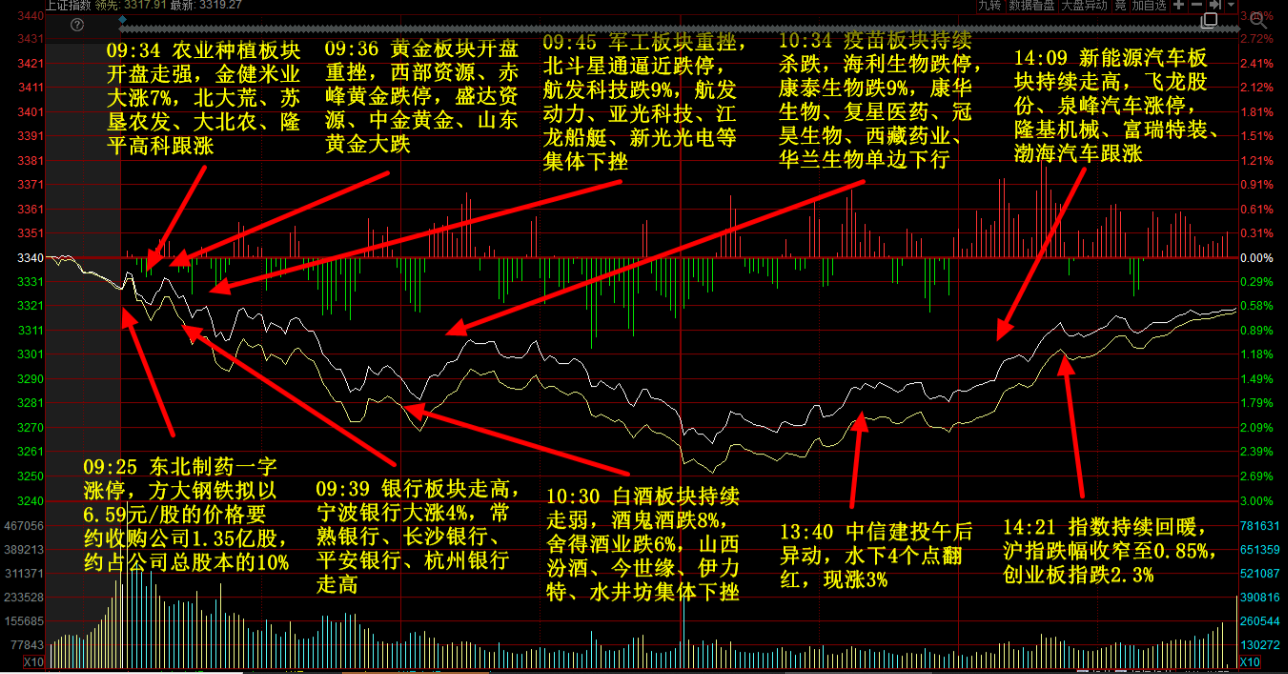 上证指数 领先: 3317.91 最新: 3319.27
九转 数据看盘 大盘异动 竞 加自选
09:34 农业种植板块
开盘走强，金健米业
大涨7%，北大荒、苏
垦农发、大北农、隆
平高科跟涨
09:36 黄金板块开盘
重挫，西部资源、赤
峰黄金跌停，盛达资
源、中金黄金、山东
黄金大跌
09:45 军工板块重挫，
北斗星通逼近跌停，
航发科技跌9%，航发
动力、亚光科技、江
龙船艇、新光光电等
集体下挫
10:34 疫苗板块持续
杀跌，海利生物跌停，
康泰生物跌9%，康华
生物、复星医药、冠
昊生物、西藏药业、
华兰生物单边下行
14:09 新能源汽车板
块持续走高，飞龙股
份、泉峰汽车涨停，
隆基机械、富瑞特装、
渤海汽车跟涨
09:25 东北制药一字
涨停，方大钢铁拟以
6.59元/股的价格要
约收购公司1.35亿股，
约占公司总股本的10%
09:39 银行板块走高，
宁波银行大涨4%，常
熟银行、长沙银行、
平安银行、杭州银行
走高
10:30 白酒板块持续
走弱，酒鬼酒跌8%，
舍得酒业跌6%，山西
汾酒、今世缘、伊力
特、水井坊集体下挫
13:40 中信建投午后
异动，水下4个点翻
红，现涨3%
14:21 指数持续回暖，
沪指跌幅收窄至0.85%，
创业板指跌2.3%
3440
3431
3421
3411
3401
3391
3381
3371
3361
3351
3340
3331
3321
3311
3301
3290
3281
3270
3261
3250
3240
467056
389213
311371
233528
155685
77843
X10
3.00%
2.72%
2.41%
2.12%
1.81%
1.51%
1.21%
0.91%
0.61%
0.31%
0.00%
0.29%
0.58%
0.89%
1.18%
1.49%
1.79%
2.09%
2.39%
2.69%
3.00%
781631
651359
521087
390816
260544
130272
X10